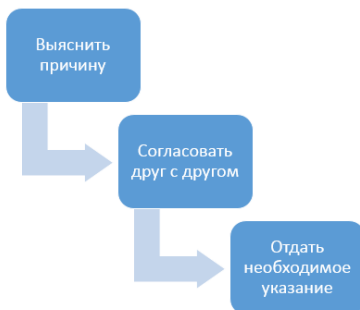 Выяснить
причину
Согласовать
друг с другом
Отдать
необходимое
указание